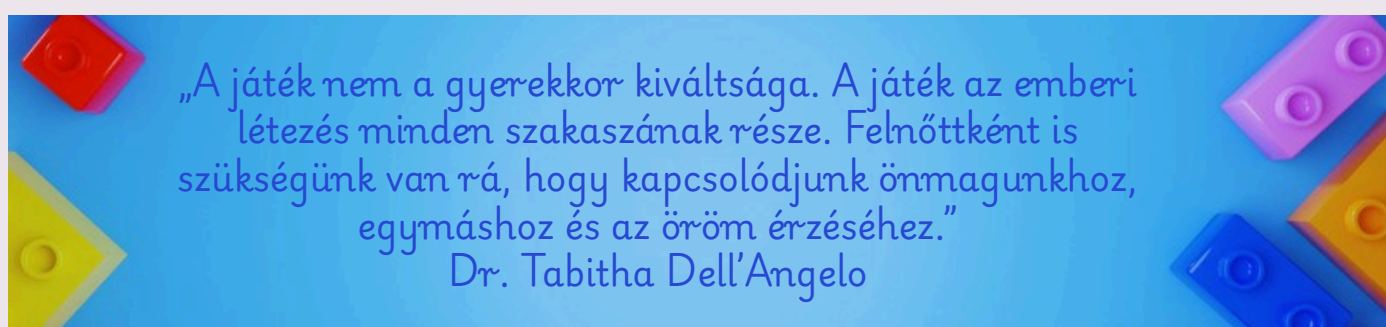 „A játék nem a gyerekkor kiváltsága. A játék az emberi
létezés minden szakaszának része. Felnőttként is
szükségünk van rá, hogy kapcsolódjunk önmagunkhoz,
egymáshoz és az öröm érzéséhez.”
Dr. Tabitha Dell'Angelo